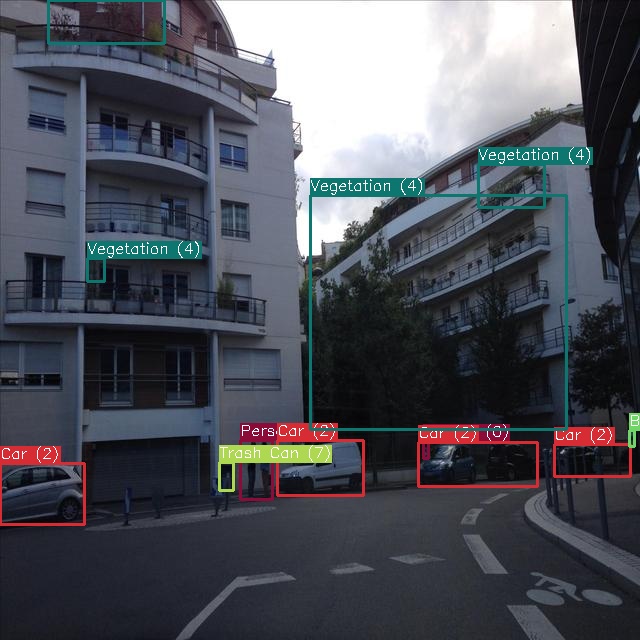 Vegetation (4)
Vegetation (4)
Vegetation (4)
Pers
Car (2)
Car (2)
(0)
Car (2)
Car (2)
Trash Can (7)
B